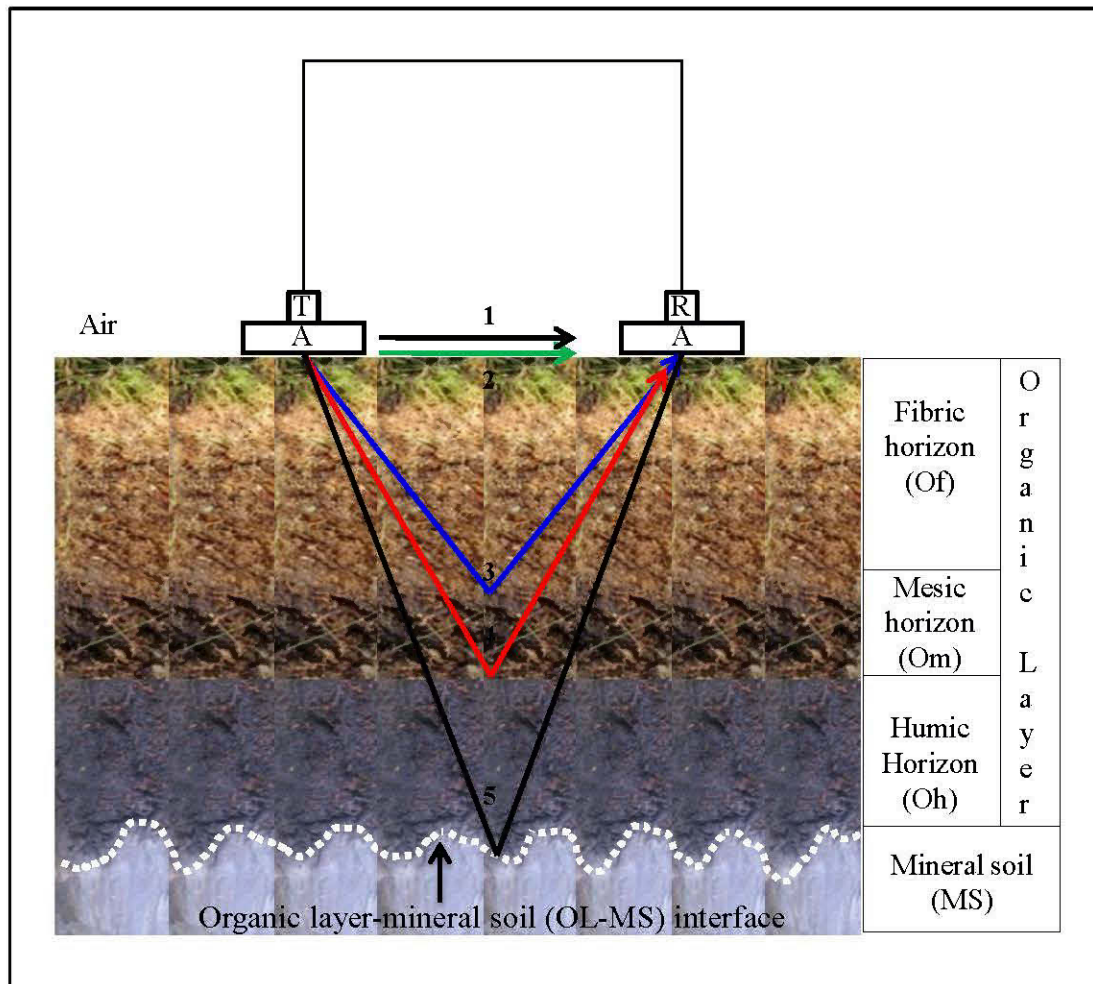 T
R
1
Air
A
A
2
Fibric
horizon
(Of)
3
Mesic
horizon
(Om)
4
Humic
Horizon
(Oh)
5
Organic Layer
Mineral soil
(MS)
Organic layer-mineral soil (OL-MS) interface